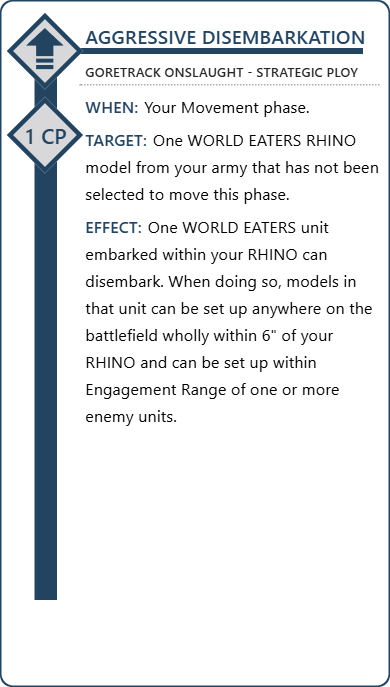 AGGRESSIVE DISEMBARKATION
GORETRACK ONSLAUGHT - STRATEGIC PLOY
1 CP
WHEN: Your Movement phase.
TARGET: One WORLD EATERS RHINO
model from your army that has not been
selected to move this phase.
EFFECT: One WORLD EATERS unit
embarked within your RHINO can
disembark. When doing so, models in
that unit can be set up anywhere on the
battlefield wholly within 6" of your
RHINO and can be set up within
Engagement Range of one or more
enemy units.